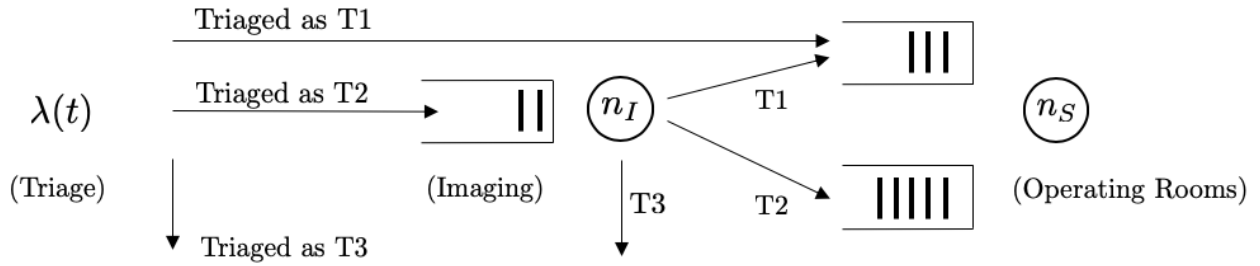 Triaged as T1
λ(t)
Triaged as T2
n_I
T1
n_S
(Triage)
(Imaging)
T3
T2
(Operating Rooms)
Triaged as T3